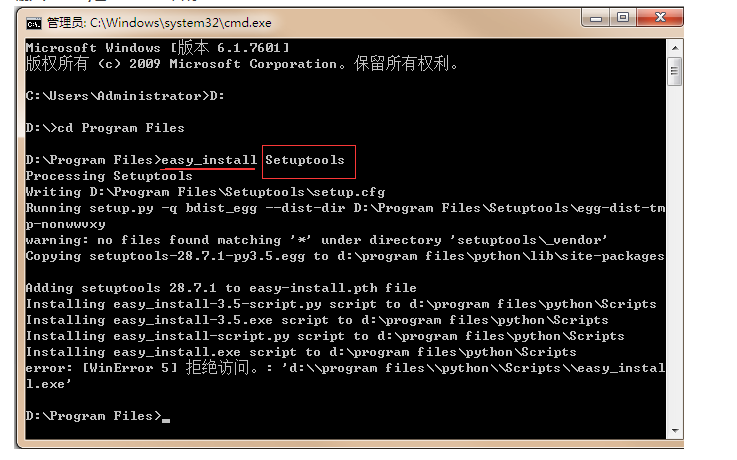 管理员: C:\Windows\system32\cmd.exe
Microsoft Windows [版本 6.1.7601]
版权所有 (c) 2009 Microsoft Corporation。保留所有权利。
C:\Users\Administrator>D:
D:\>cd Program Files
D:\Program Files>easy_install Setuptools
Processing Setuptools
Writing D:\Program Files\Setuptools\setup.cfg
Running setup.py -q bdist_egg --dist-dir D:\Program Files\Setuptools\egg-dist-tm
p-nonwwvxy
warning: no files found matching '*' under directory 'setuptools\_vendor'
Copying setuptools-28.7.1-py3.5.egg to d:\program files\python\lib\site-packages
Adding setuptools 28.7.1 to easy-install.pth file
Installing easy_install-3.5-script.py script to d:\program files\python\Scripts
Installing easy_install-3.5.exe script to d:\program files\python\Scripts
Installing easy_install-script.py script to d:\program files\python\Scripts
Installing easy_install.exe script to d:\program files\python\Scripts
error: [WinError 5] 拒绝访问。: 'd:\\program files\\python\\Scripts\\easy_instal
l.exe'
D:\Program Files>_